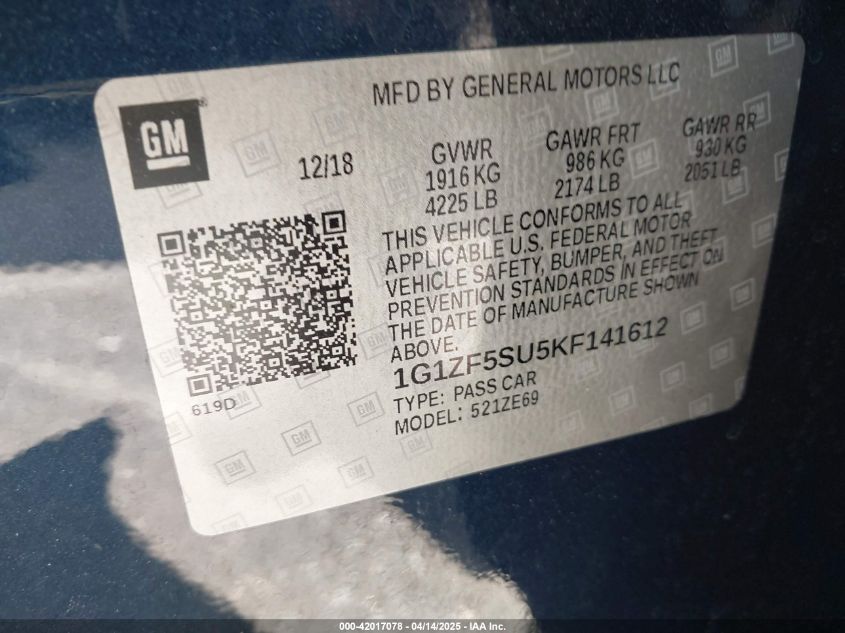 MFD BY GENERAL MOTORS LLC
GM
12/18
GVWR
1916 KG
4225 LB
GAWR FRT
986 KG
2174 LB
GAWR RR
930 KG
2051 LB
THIS VEHICLE CONFORMS TO ALL
APPLICABLE U.S. FEDERAL MOTOR
VEHICLE SAFETY, BUMPER, AND THEFT
PREVENTION STANDARDS IN EFFECT ON
THE DATE OF MANUFACTURE SHOWN
ABOVE.
1G1ZF5SU5KF141612
TYPE: PASS CAR
MODEL: 521ZE69
619D
000-42017078 - 04/14/2025 - IAA Inc.